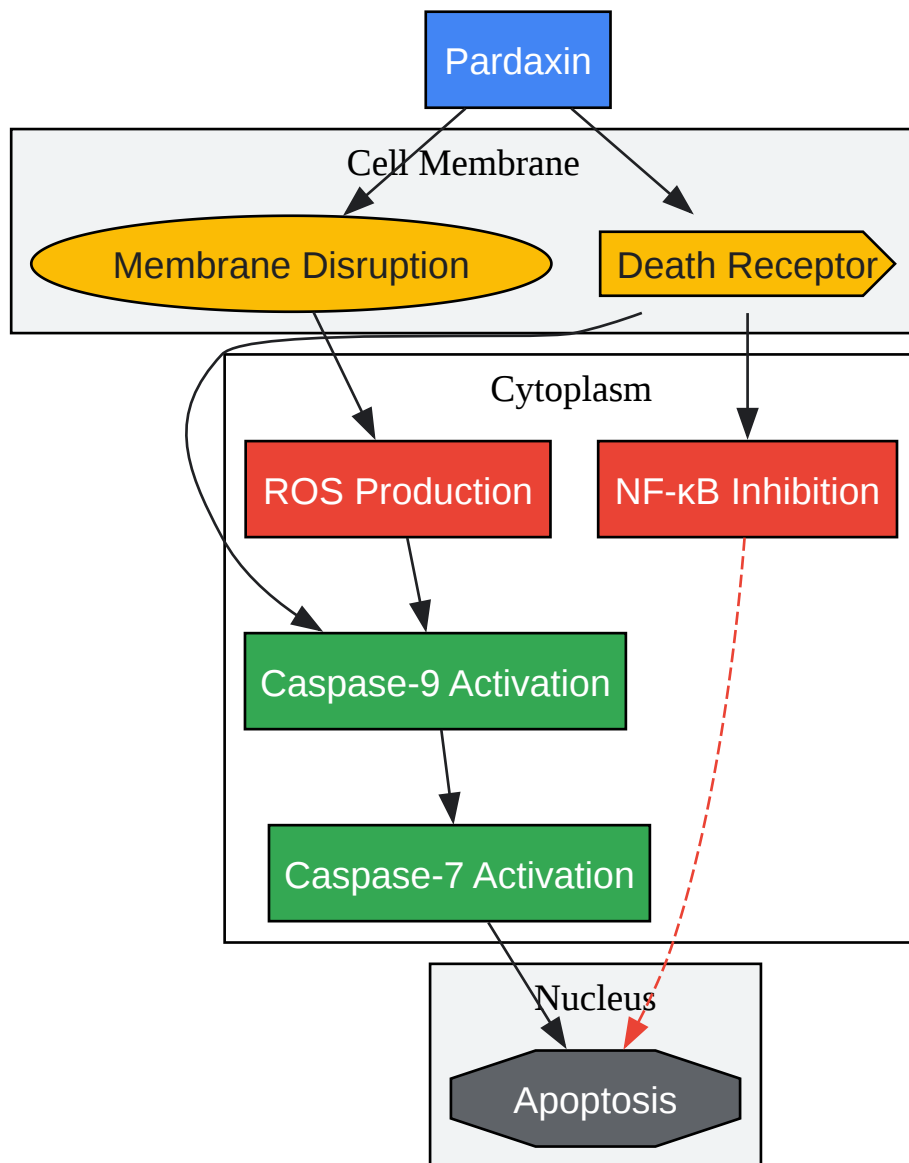 Pardaxin
Cell Membrane
Membrane Disruption
Death Receptor
Cytoplasm
ROS Production
NF-κB Inhibition
Caspase-9 Activation
Caspase-7 Activation
Nucleus
Apoptosis